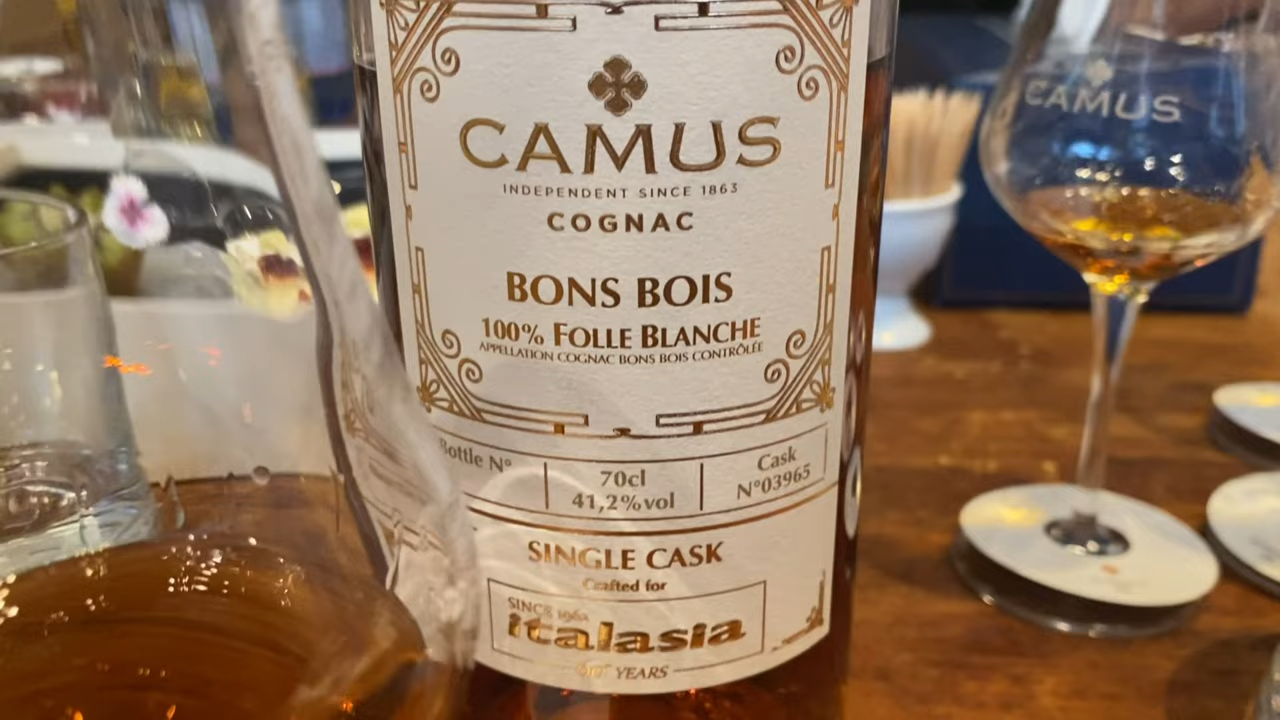 CAMUS
INDEPENDENT SINCE 1863
COGNAC
BONS BOIS
100% FOLLE BLANCHE
APPELLATION COGNAC BONS BOIS CONTRÔLÉE
Bottle N°
70cl
41,2%vol
Cask
N°03965
SINGLE CASK
Crafted for
SINCE
italasia
YEARS
CAMUS